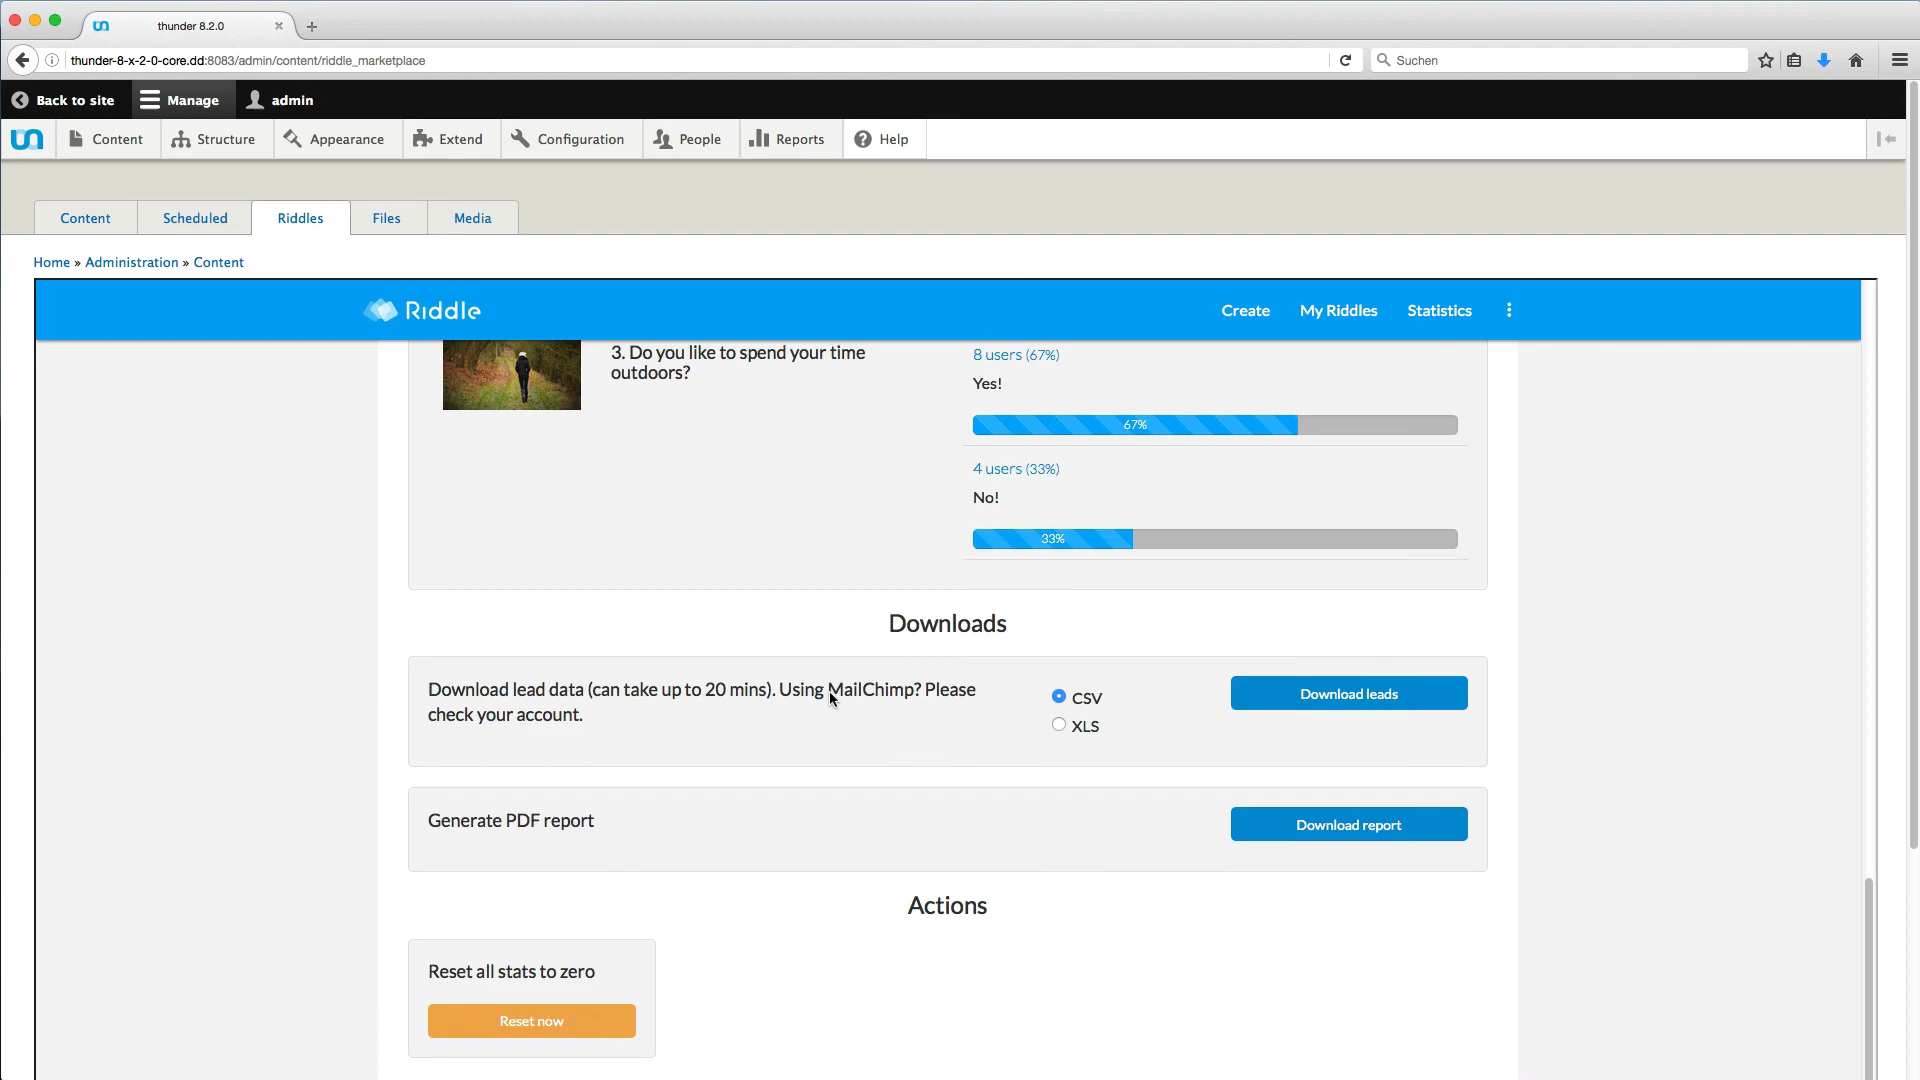 thunder 8.2.0
thunder-8-x-2-0-core.dd:8083/admin/content/riddle_marketplace
Suchen
Back to site
Manage
admin
Content
Structure
Appearance
Extend
Configuration
People
Reports
Help
Content
Scheduled
Riddles
Files
Media
Home » Administration » Content
Riddle
Create
My Riddles
Statistics
3. Do you like to spend your time
outdoors?
8 users (67%)
Yes!
67%
4 users (33%)
No!
33%
Downloads
Download lead data (can take up to 20 mins). Using MailChimp? Please
check your account.
CSV
XLS
Download leads
Generate PDF report
Download report
Actions
Reset all stats to zero
Reset now